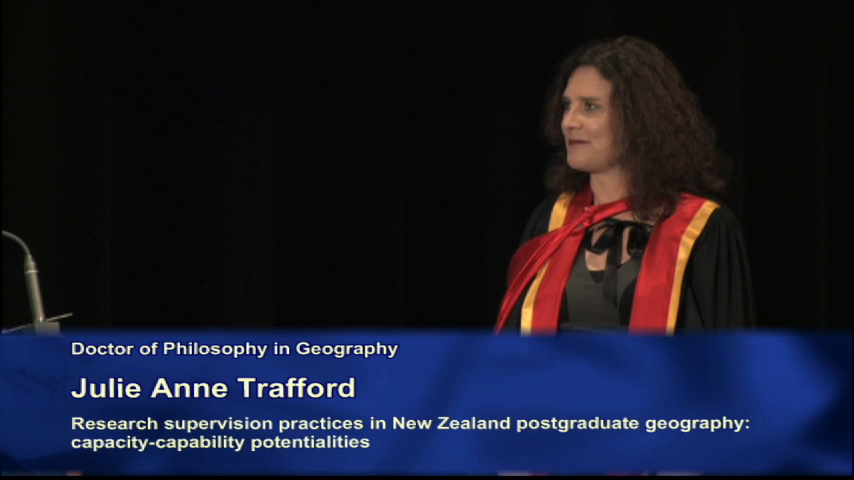 Doctor of Philosophy in Geography
Julie Anne Trafford
Research supervision practices in New Zealand postgraduate geography:
capacity-capability potentialities